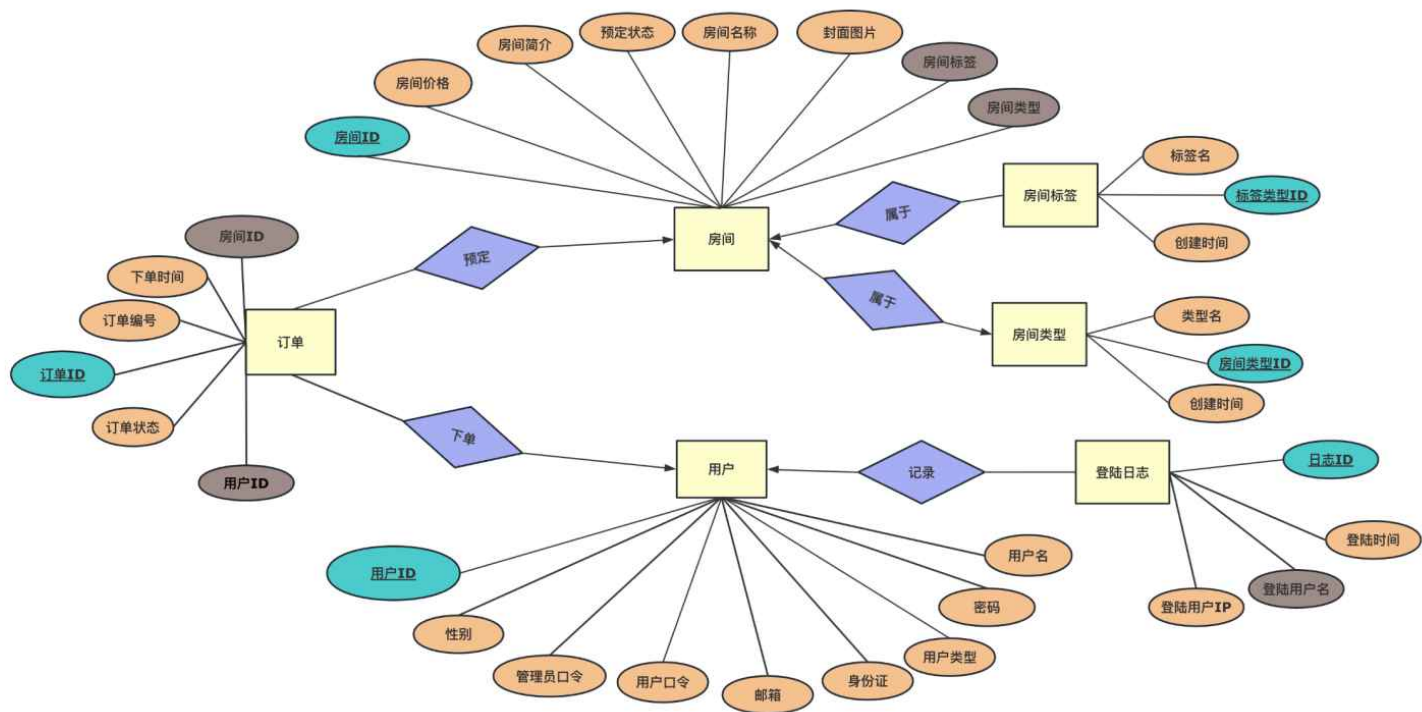 封面图片
预定状态
房间名称
房间简介
房间标签
房间价格
房间类型
房间ID
标签名
房间标签
标签类型ID
属于
房间
创建时间
房间ID
预定
下单时间
属于
订单编号
类型名
订单
房间类型
房间类型ID
订单ID
创建时间
订单状态
下单
用户
记录
登陆日志
日志ID
用户ID
登陆时间
用户名
用户ID
登陆用户名
密码
登陆用户IP
性别
用户类型
管理员口令
用户口令
身份证
邮箱